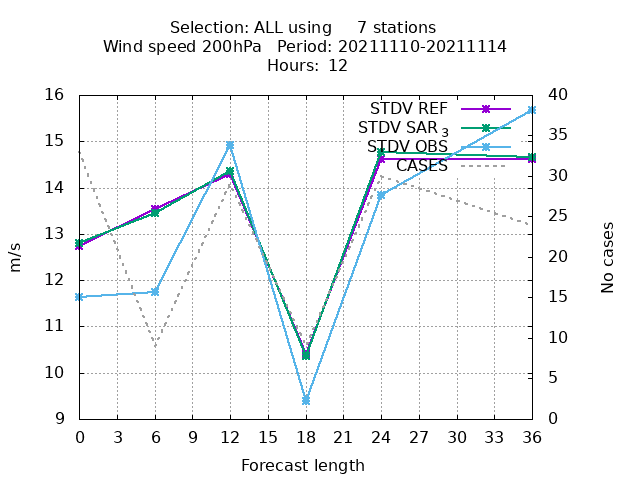 Selection: ALL using     7 stations
Wind speed 200hPa   Period: 20211110-20211114
Hours:  12
16
15
14
13
12
11
10
9
m/s
40
35
30
25
20
15
10
5
0
No cases
STDV REF
STDV SAR 3
STDV OBS
CASES
0 3 6 9 12 15 18 21 24 27 30 33 36
Forecast length